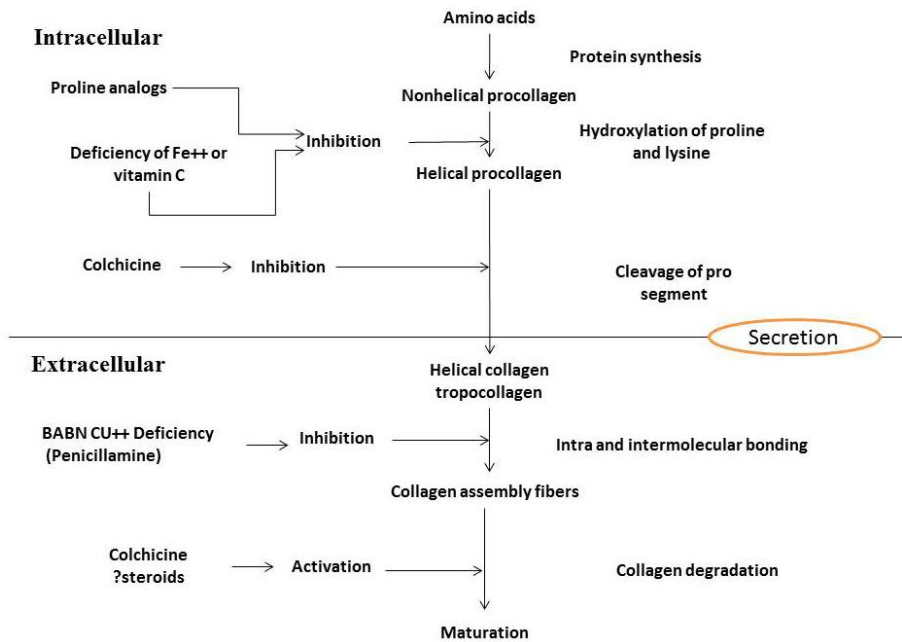 Amino acids
Intracellular
Protein synthesis
Proline analogs
Nonhelical procollagen
Inhibition
Hydroxylation of proline
and lysine
Deficiency of Fe++ or
vitamin C
Helical procollagen
Colchicine
Inhibition
Cleavage of pro
segment
Secretion
Extracellular
Helical collagen
tropocollagen
BABN CU++ Deficiency
(Penicillamine)
Inhibition
Intra and intermolecular bonding
Collagen assembly fibers
Colchicine
?steroids
Activation
Collagen degradation
Maturation